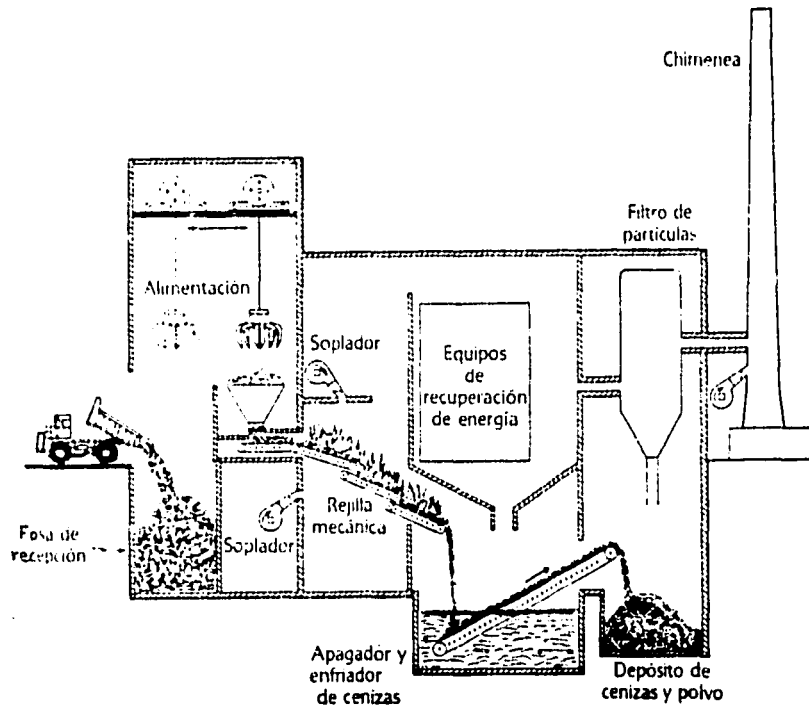 Chimenea
Filtro de
partículas
Alimentación
Soplador
Equipos
de
recuperación
de energía
Rejilla
mecánica
Fosa de
recepción
Soplador
Apagador y
enfriador
de cenizas
Depósito de
cenizas y polvo